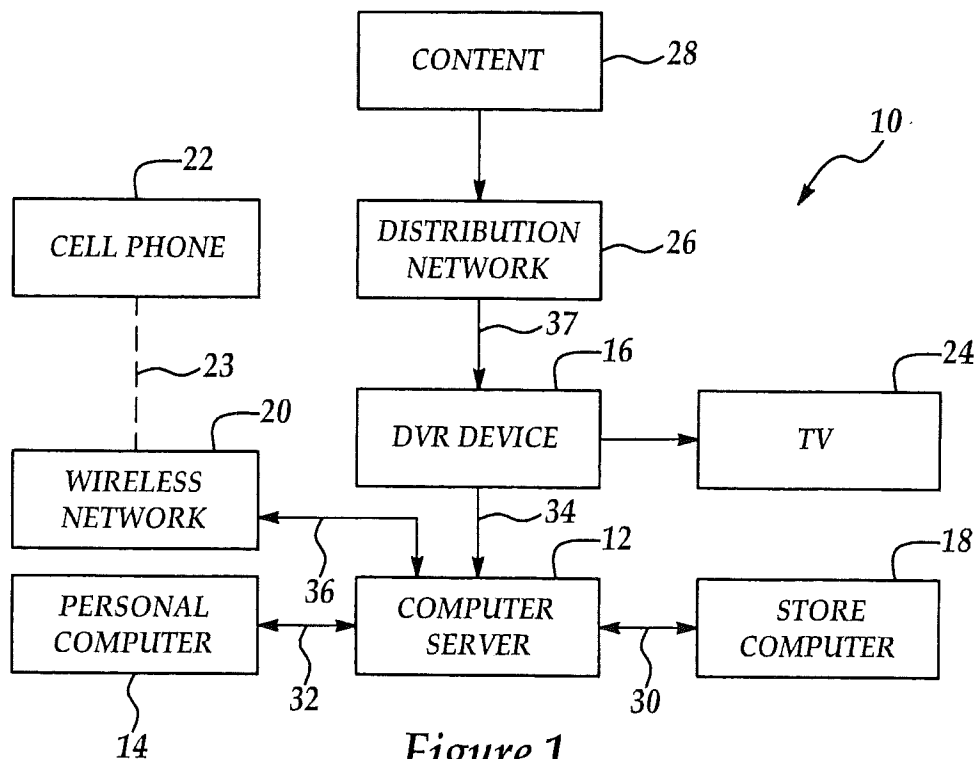 CONTENT
28
10
22
CELL PHONE
DISTRIBUTION
NETWORK
26
37
23
16
24
20
DVR DEVICE
TV
WIRELESS
NETWORK
34
12
18
36
PERSONAL
COMPUTER
COMPUTER
SERVER
STORE
COMPUTER
32
30
14
Figure 1